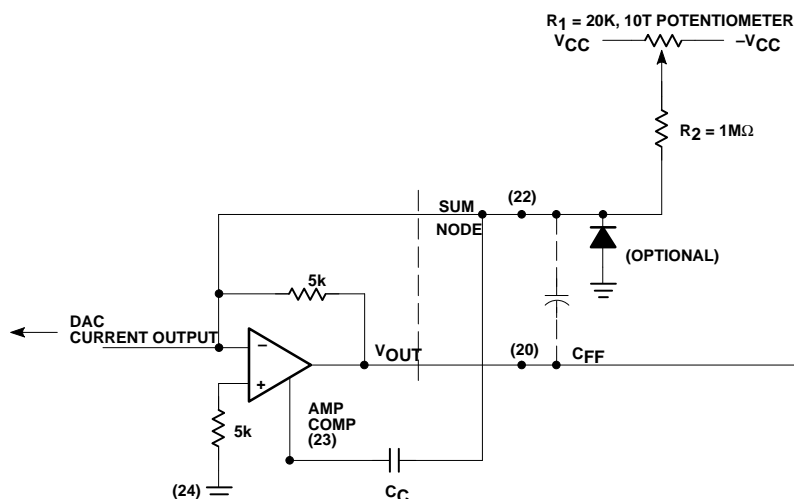 R1 = 20K, 10T POTENTIOMETER
VCC
–VCC
R2 = 1MΩ
SUM
NODE
(22)
(OPTIONAL)
5k
DAC
CURRENT OUTPUT
–
+
VOUT
(20)
CFF
5k
AMP
COMP
(23)
(24)
CC